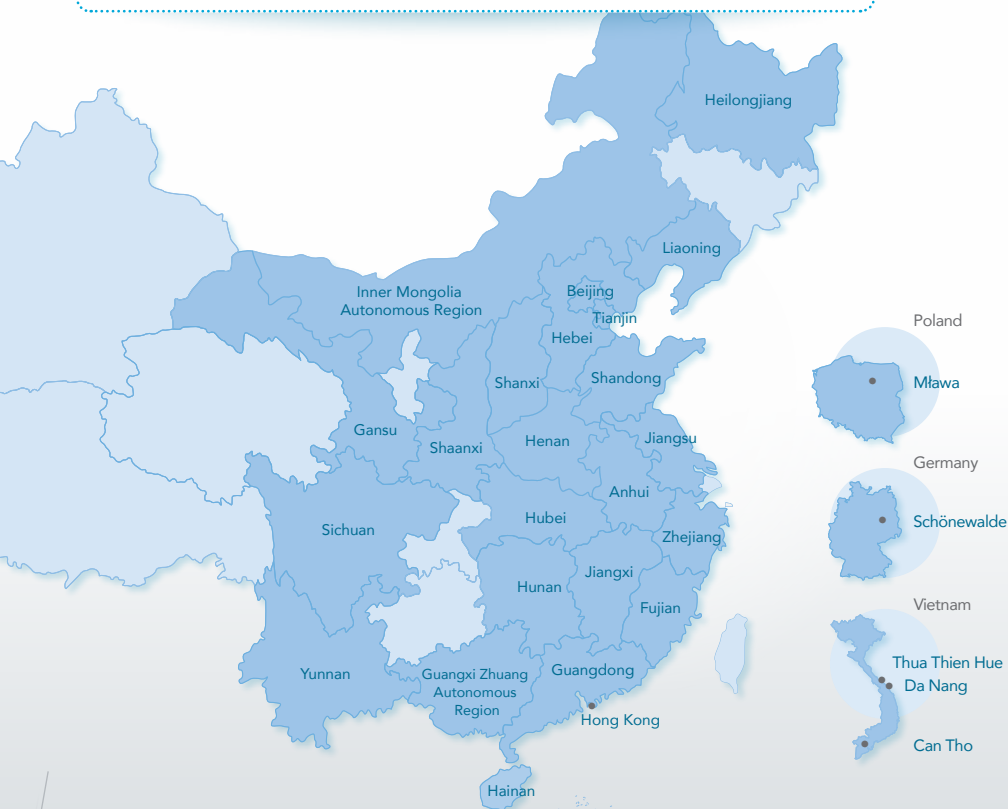 Heilongjiang
Liaoning
Inner Mongolia
Autonomous Region
Beijing
Tianjin
Hebei
Shanxi
Shandong
Gansu
Shaanxi
Henan
Jiangsu
Anhui
Sichuan
Hubei
Zhejiang
Hunan
Jiangxi
Fujian
Yunnan
Guangxi Zhuang
Autonomous
Region
Guangdong
Hong Kong
Hainan
Poland
Mława
Germany
Schönewalde
Vietnam
Thua Thien Hue
Da Nang
Can Tho